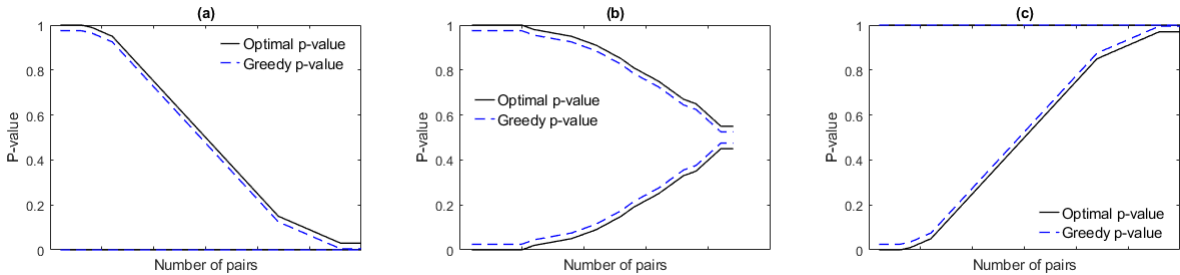 (a)
1
0.8
0.6
0.4
0.2
0
P-value
Optimal p-value
Greedy p-value
Number of pairs
(b)
1
0.8
0.6
0.4
0.2
0
P-value
Optimal p-value
Greedy p-value
Number of pairs
(c)
1
0.8
0.6
0.4
0.2
0
P-value
Optimal p-value
Greedy p-value
Number of pairs